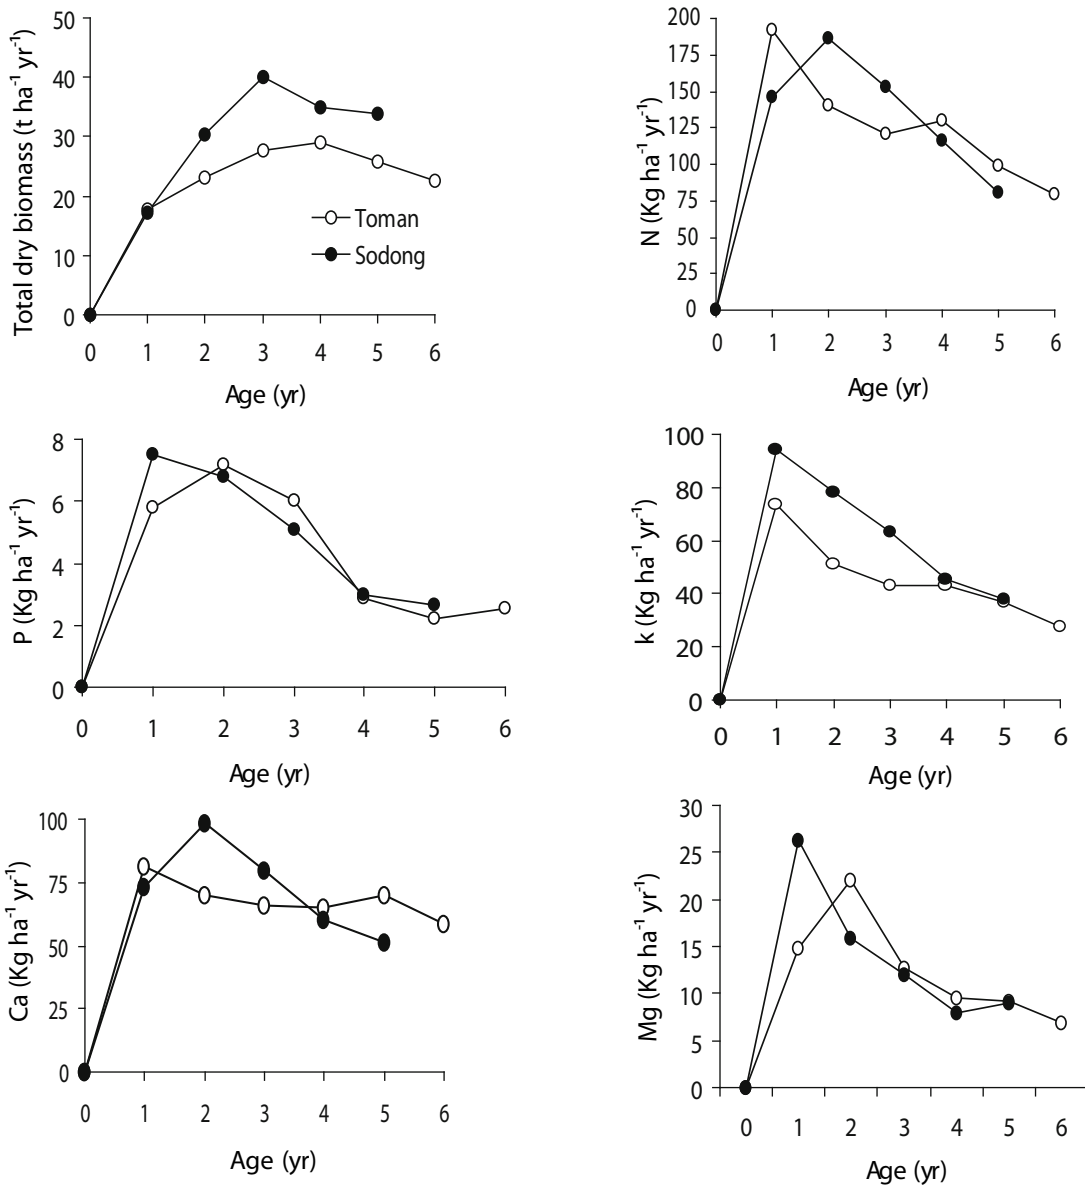 Total dry biomass (t ha⁻¹ yr⁻¹)
50
40
30
20
10
0
Toman
Sodong
0 1 2 3 4 5 6
Age (yr)
N (Kg ha⁻¹ yr⁻¹)
200
175
150
125
100
75
50
25
0
0 1 2 3 4 5 6
Age (yr)
P (Kg ha⁻¹ yr⁻¹)
8
6
4
2
0
0 1 2 3 4 5 6
Age (yr)
k (Kg ha⁻¹ yr⁻¹)
100
80
60
40
20
0
0 1 2 3 4 5 6
Age (yr)
Ca (Kg ha⁻¹ yr⁻¹)
100
75
50
25
0
0 1 2 3 4 5 6
Age (yr)
Mg (Kg ha⁻¹ yr⁻¹)
30
25
20
15
10
5
0
0 1 2 3 4 5 6
Age (yr)